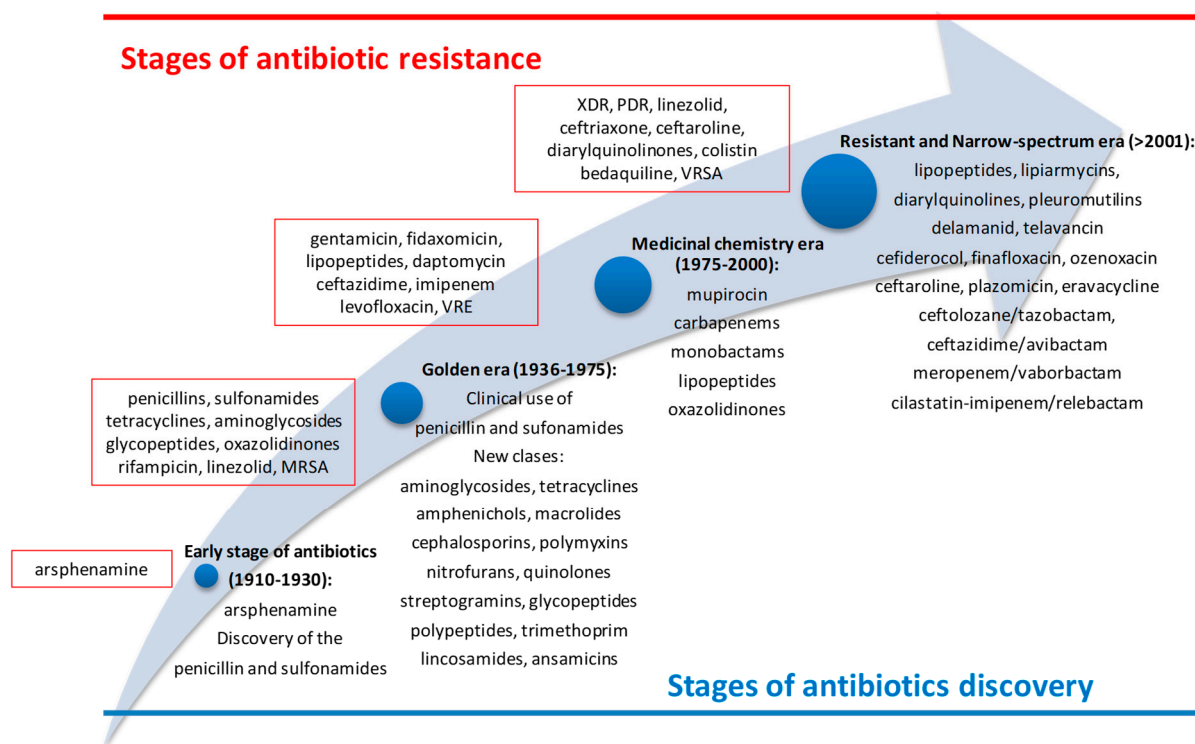 Stages of antibiotic resistance
XDR, PDR, linezolid,
ceftriaxone, ceftaroline,
diarylquinolinones, colistin
bedaquiline, VRSA
gentamicin, fidaxomicin,
lipopeptides, daptomycin
ceftazidime, imipenem
levofloxacin, VRE
penicillins, sulfonamides
tetracyclines, aminoglycosides
glycopeptides, oxazolidinones
rifampicin, linezolid, MRSA
arsphenamine
Early stage of antibiotics
(1910-1930):
arsphenamine
Discovery of the
penicillin and sulfonamides
Golden era (1936-1975):
Clinical use of
penicillin and sufonamides
New clases:
aminoglycosides, tetracyclines
amphenichols, macrolides
cephalosporins, polymyxins
nitrofurans, quinolones
streptogramins, glycopeptides
polypeptides, trimethoprim
lincosamides, ansamicins
Medicinal chemistry era
(1975-2000):
mupirocin
carbapenems
monobactams
lipopeptides
oxazolidinones
Resistant and Narrow-spectrum era (>2001):
lipopeptides, lipiarmycins,
diarylquinolines, pleuromutilins
delamanid, telavancin
cefiderocol, finafloxacin, ozenoxacin
ceftaroline, plazomicin, eravacycline
ceftolozane/tazobactam,
ceftazidime/avibactam
meropenem/vaborbactam
cilastatin-imipenem/relebactam
Stages of antibiotics discovery